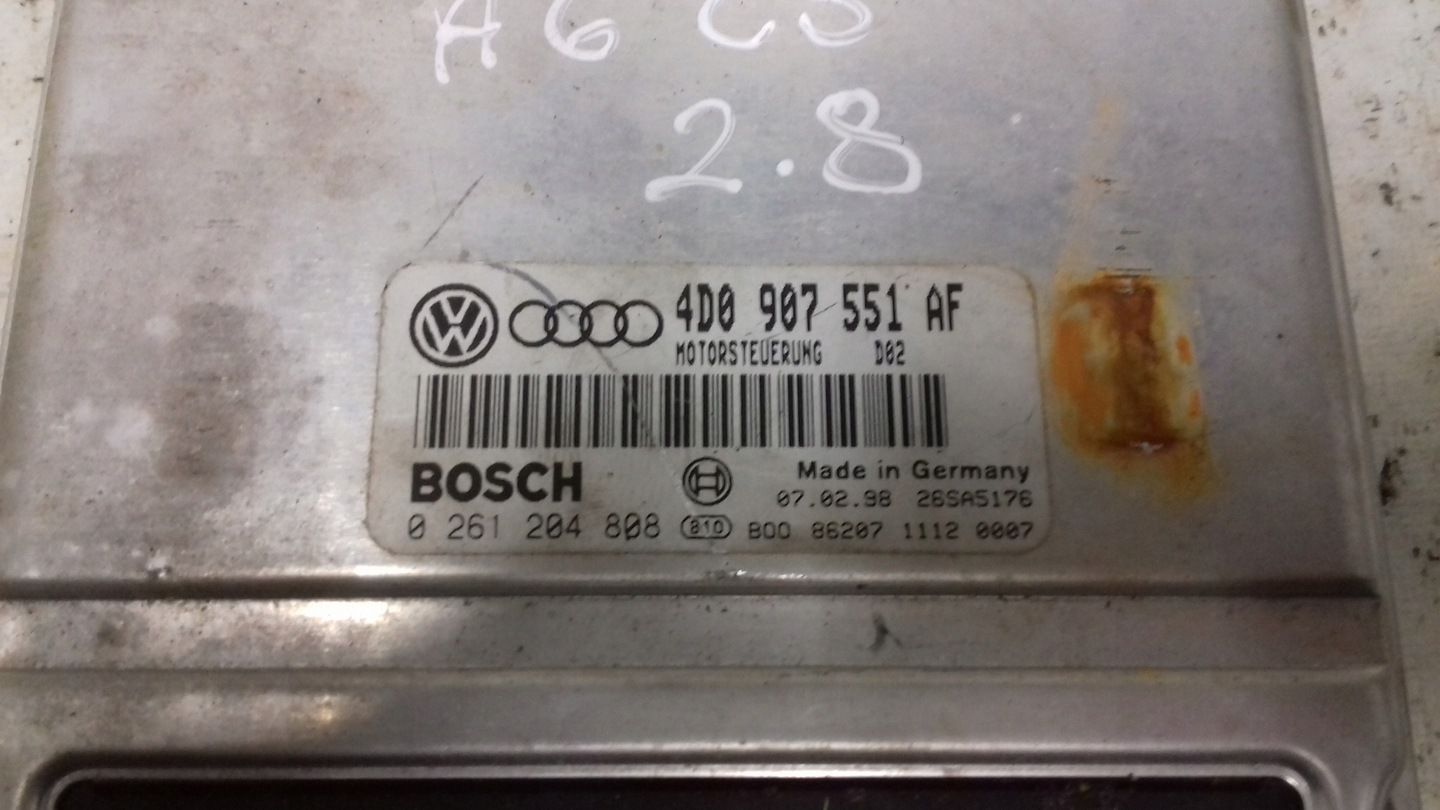 A6 C5
2.8
4D0 907 551 AF
MOTORSTEUERUNG D02
BOSCH
Made in Germany
07.02.98 26SA5176
0 261 204 808 B10 B00 86207 1112 0007